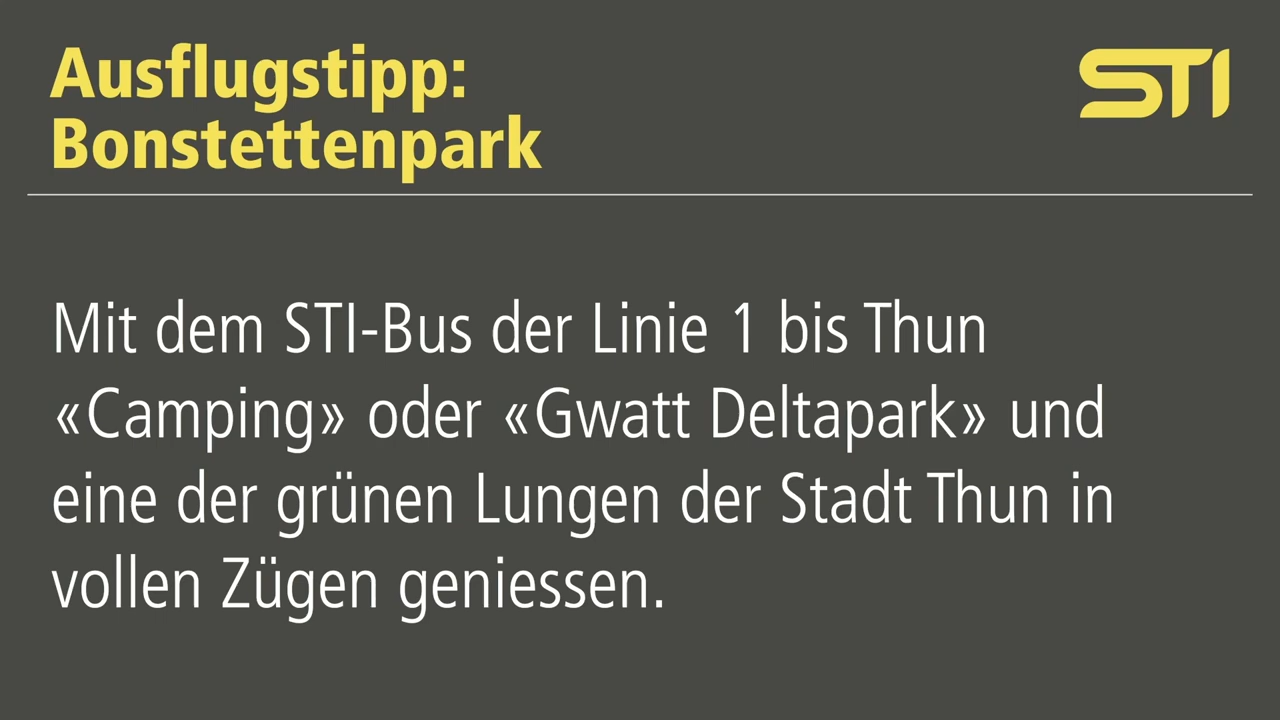 Ausflugstipp:
Bonstettenpark
STI
Mit dem STI-Bus der Linie 1 bis Thun
«Camping» oder «Gwatt Deltapark» und
eine der grünen Lungen der Stadt Thun in
vollen Zügen geniessen.